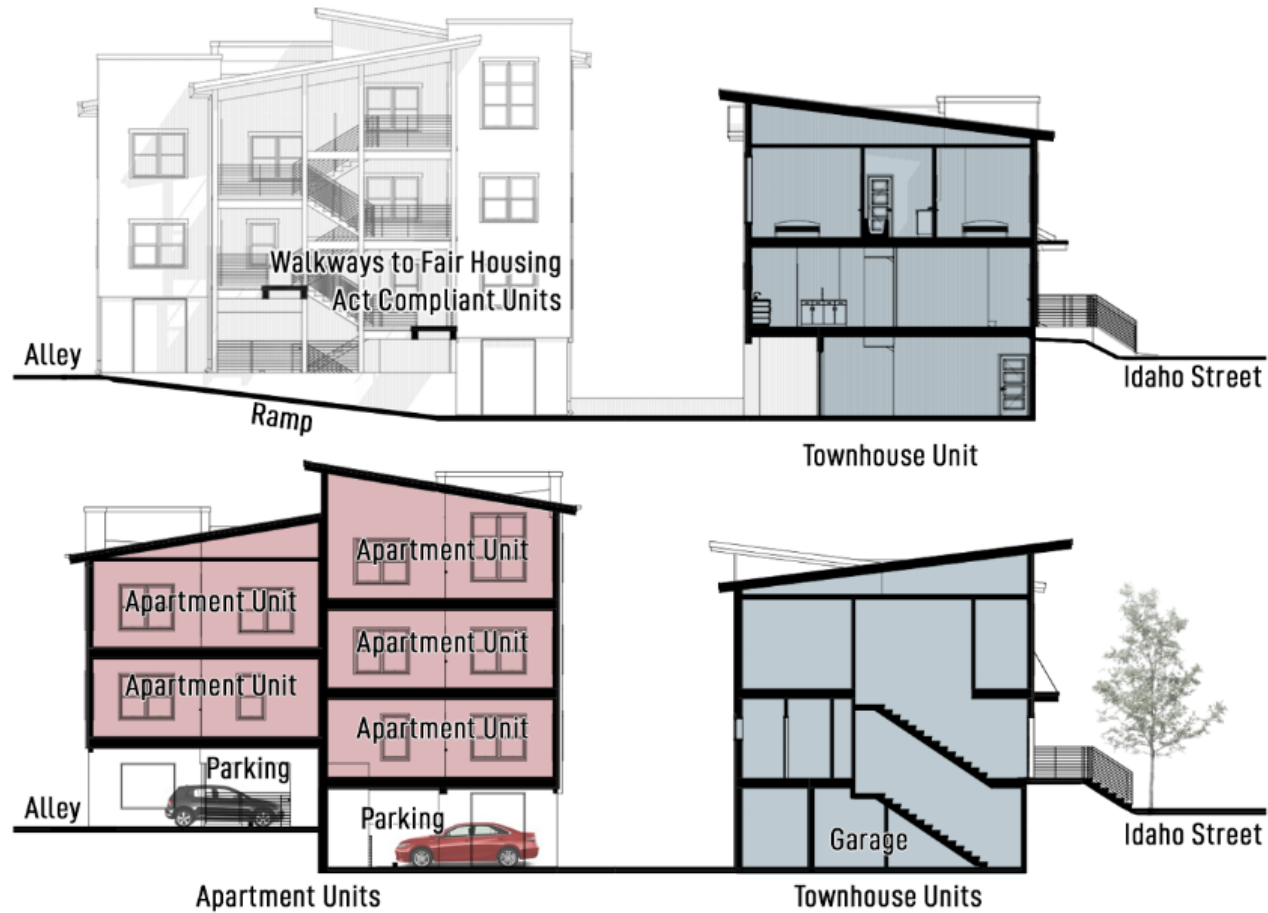 Walkways to Fair Housing
Act Compliant Units
Alley
Ramp
Idaho Street
Townhouse Unit
Apartment Unit
Apartment Unit
Apartment Unit
Apartment Unit
Apartment Unit
Parking
Alley
Parking
Garage
Idaho Street
Apartment Units
Townhouse Units